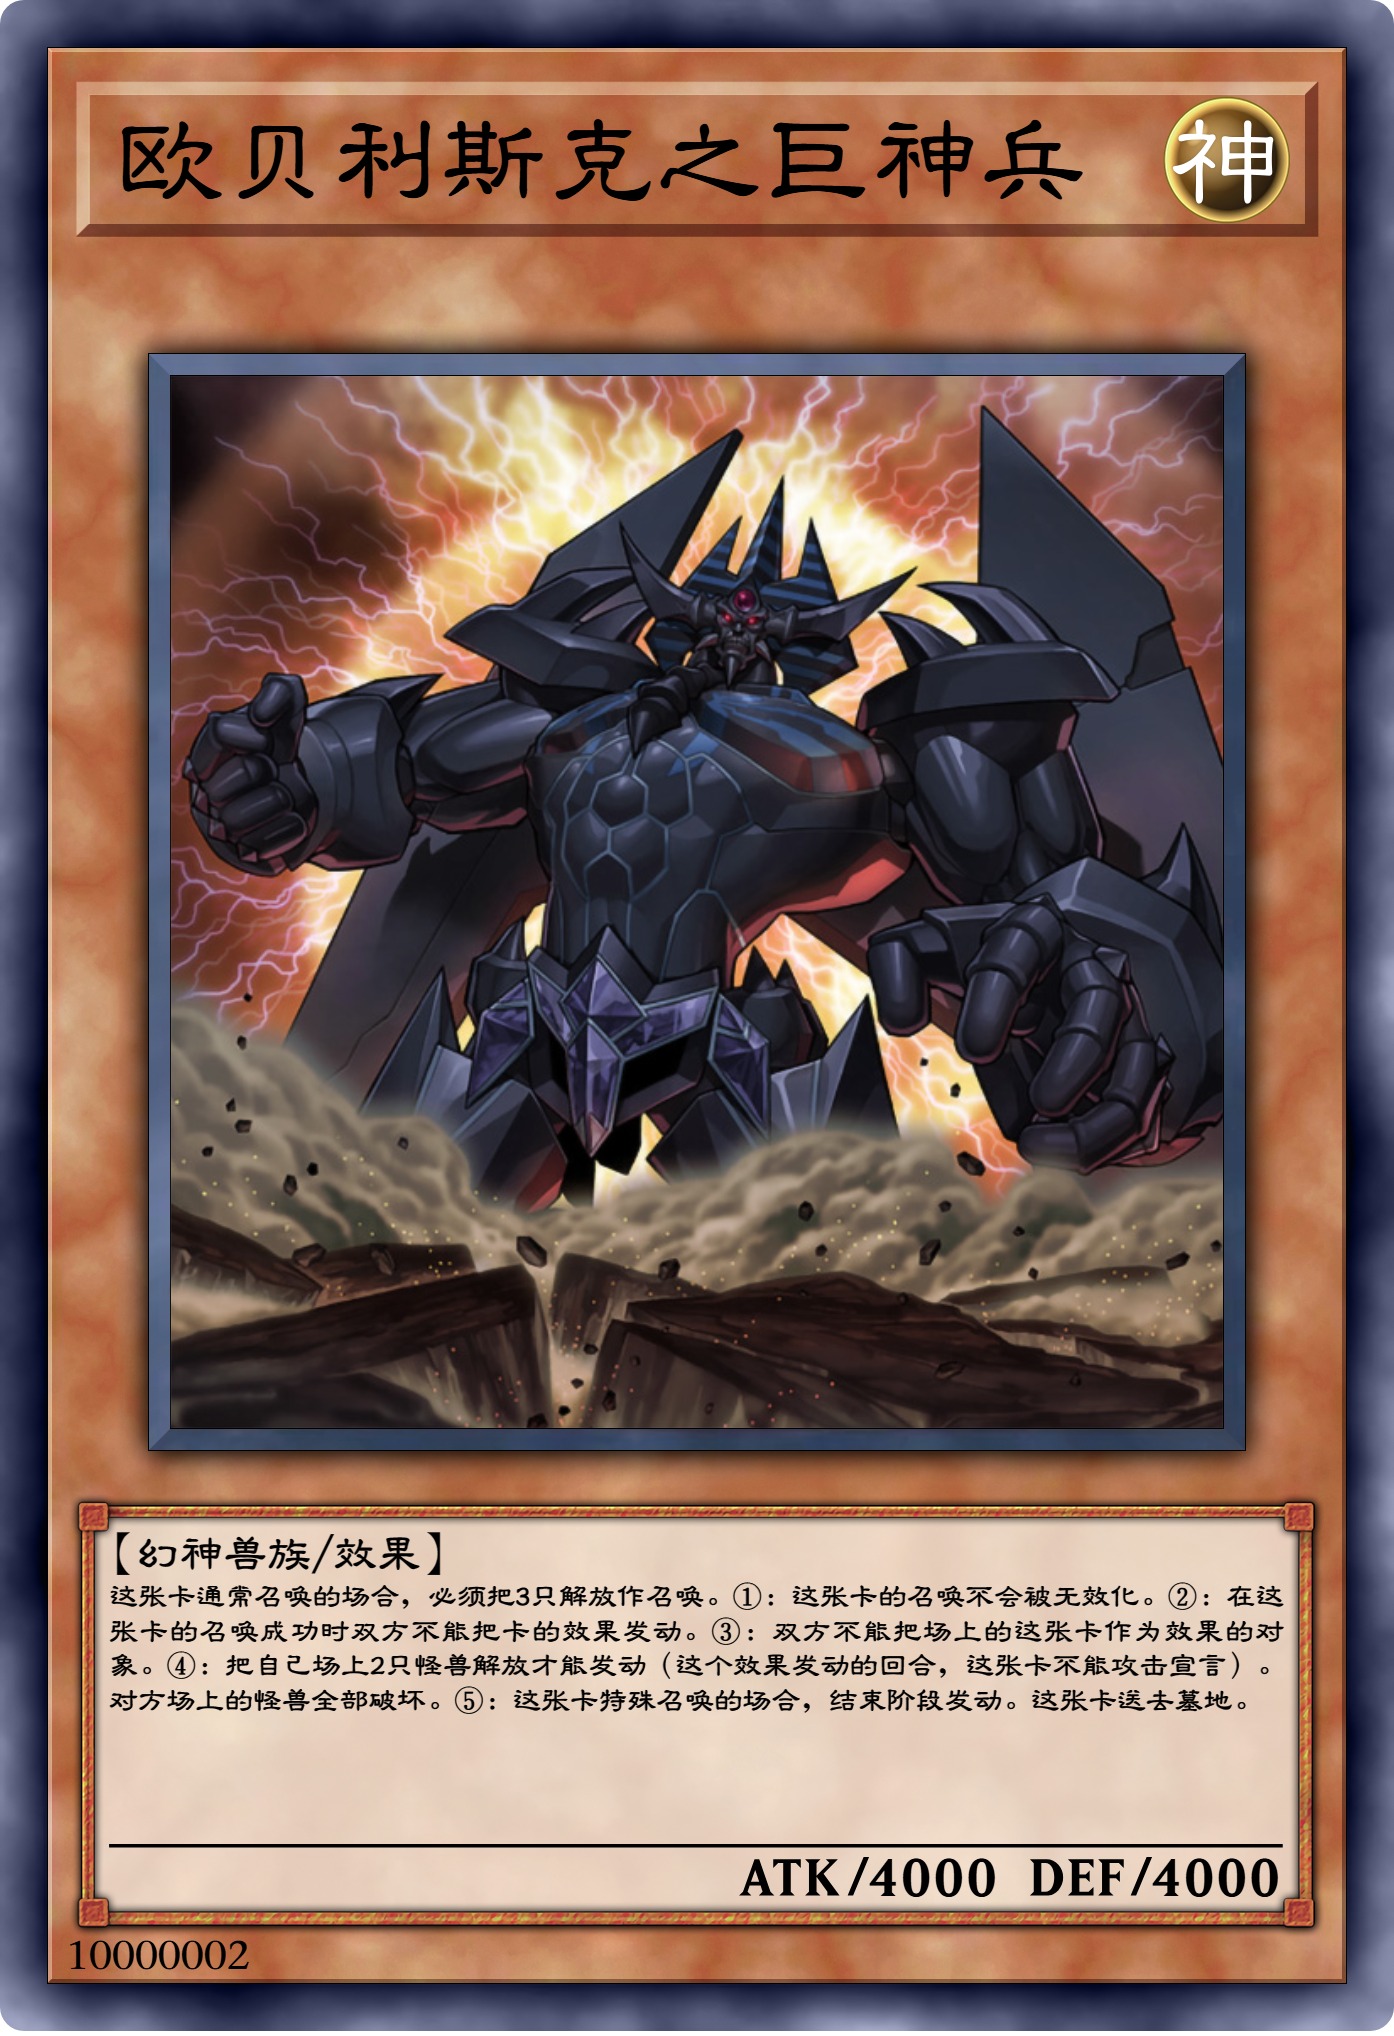 欧贝利斯克之巨神兵
神
【幻神兽族/效果】
这张卡通常召唤的场合，必须把3只解放作召唤。①：这张卡的召唤不会被无效化。②：在这
张卡的召唤成功时双方不能把卡的效果发动。③：双方不能把场上的这张卡作为效果的对
象。④：把自己场上2只怪兽解放才能发动（这个效果发动的回合，这张卡不能攻击宣言）。
对方场上的怪兽全部破坏。⑤：这张卡特殊召唤的场合，结束阶段发动。这张卡送去墓地。
ATK/4000 DEF/4000
10000002